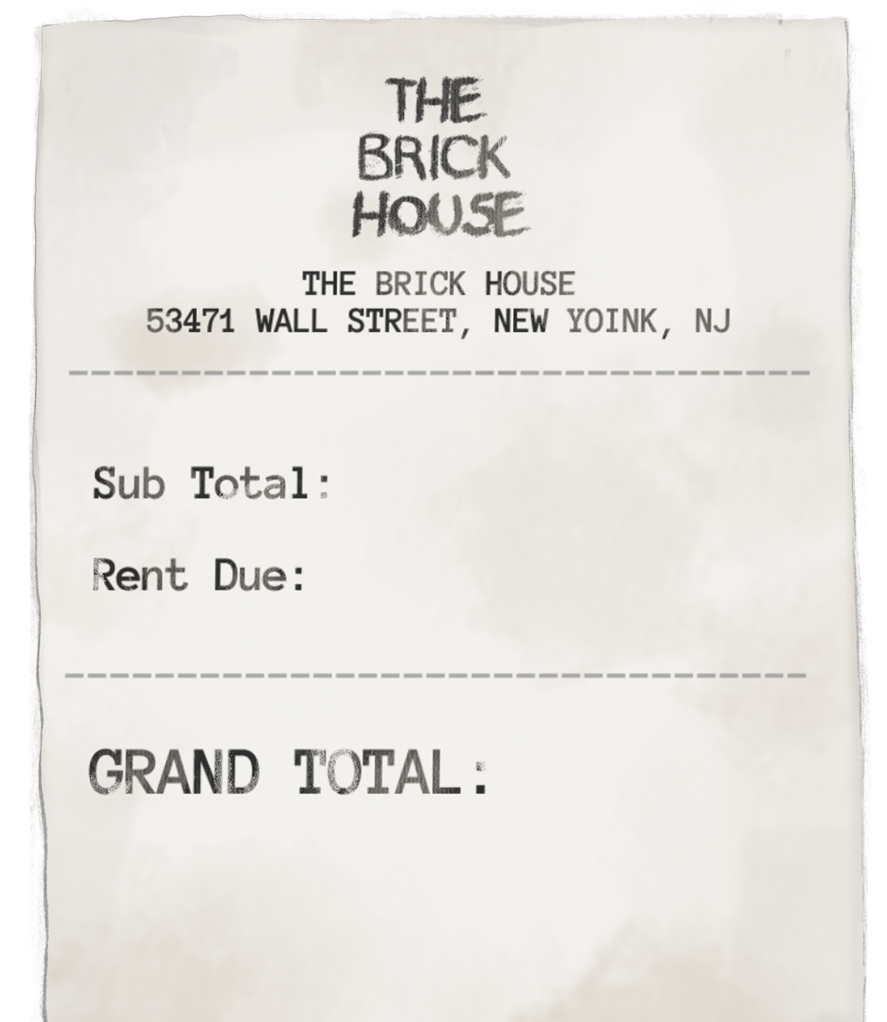 THE
BRICK
HOUSE
THE BRICK HOUSE
53471 WALL STREET, NEW YOINK, NJ
Sub Total:
Rent Due:
GRAND TOTAL: